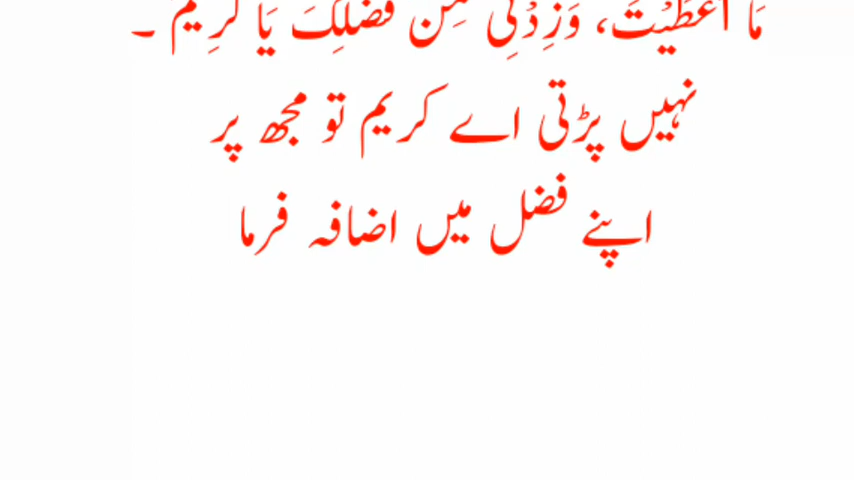 مَا أَعْطَيْتَ، وَزِدْنِي مِنْ فَضْلِكَ يَا كَرِيمُ ۔
نہیں پڑتی اے کریم تو مجھ پر
اپنے فضل میں اضافہ فرما